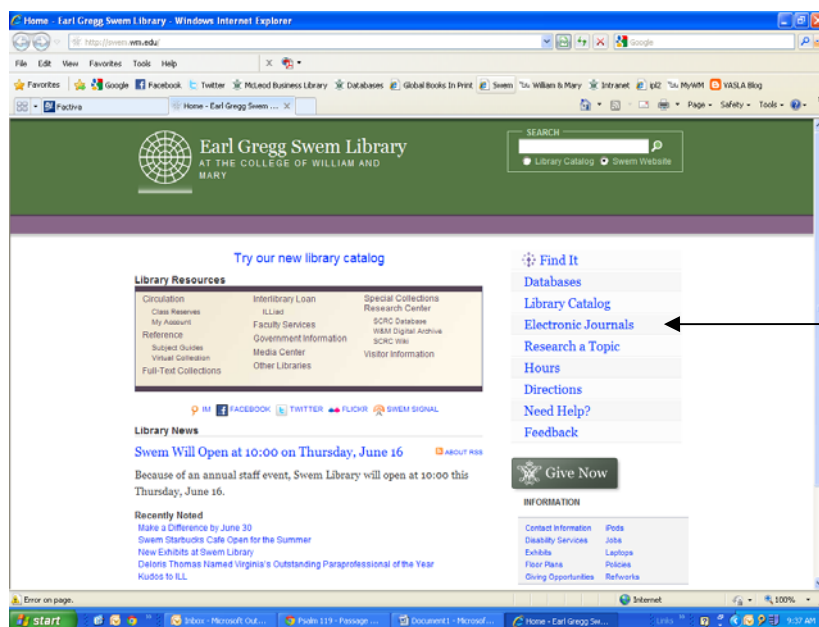 Home - Earl Gregg Swem Library - Windows Internet Explorer
http://swem.wm.edu/
Google
File Edit View Favorites Tools Help
Favorites Google Facebook Twitter McLeod Business Library Databases Global Books In Print Swem William & Mary Intranet ipl2 MyWM VASLA Blog
Factiva Home - Earl Gregg Swem ... Page Safety Tools
Earl Gregg Swem Library
AT THE COLLEGE OF WILLIAM AND
MARY
SEARCH
Library Catalog Swem Website
Try our new library catalog
Library Resources
Circulation
Class Reserves
My Account
Reference
Subject Guides
Virtual Collection
Full-Text Collections
Interlibrary Loan
ILLiad
Faculty Services
Government Information
Media Center
Other Libraries
Special Collections
Research Center
SCRC Database
W&M Digital Archive
SCRC Wiki
Visitor Information
IM FACEBOOK TWITTER FLICKR SWEM SIGNAL
Library News
Swem Will Open at 10:00 on Thursday, June 16 ABOUT RSS
Because of an annual staff event, Swem Library will open at 10:00 this
Thursday, June 16.
Recently Noted
Make a Difference by June 30
Swem Starbucks Cafe Open for the Summer
New Exhibits at Swem Library
Deloris Thomas Named Virginia's Outstanding Paraprofessional of the Year
Kudos to ILL
Find It
Databases
Library Catalog
Electronic Journals
Research a Topic
Hours
Directions
Need Help?
Feedback
Give Now
INFORMATION
Contact Information
Disability Services
Exhibits
Floor Plans
Giving Opportunities
iPods
Jobs
Laptops
Policies
Refworks
Error on page. Internet 100%
start Inbox - Microsoft Out... Psalm 119 - Passage ... Document1 - Microsof... Home - Earl Gregg Sw... Links 9:37 AM